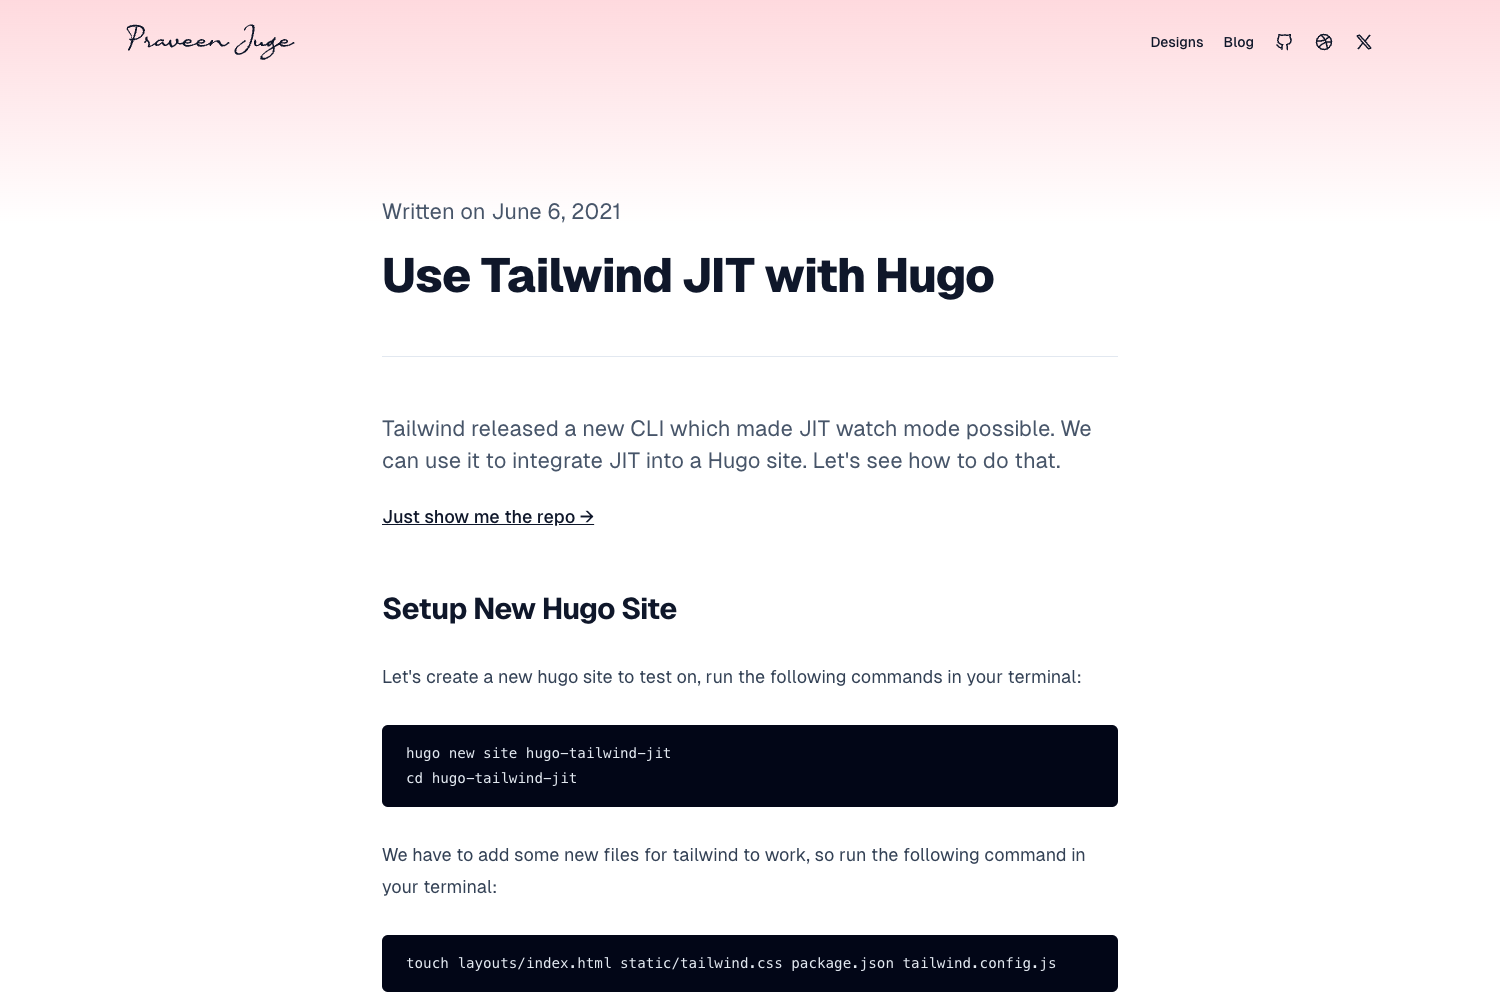 Praveen Juge
Designs Blog
Written on June 6, 2021
Use Tailwind JIT with Hugo
Tailwind released a new CLI which made JIT watch mode possible. We
can use it to integrate JIT into a Hugo site. Let's see how to do that.
Just show me the repo →
Setup New Hugo Site
Let's create a new hugo site to test on, run the following commands in your terminal:
hugo new site hugo-tailwind-jit
cd hugo-tailwind-jit
We have to add some new files for tailwind to work, so run the following command in
your terminal:
touch layouts/index.html static/tailwind.css package.json tailwind.config.js